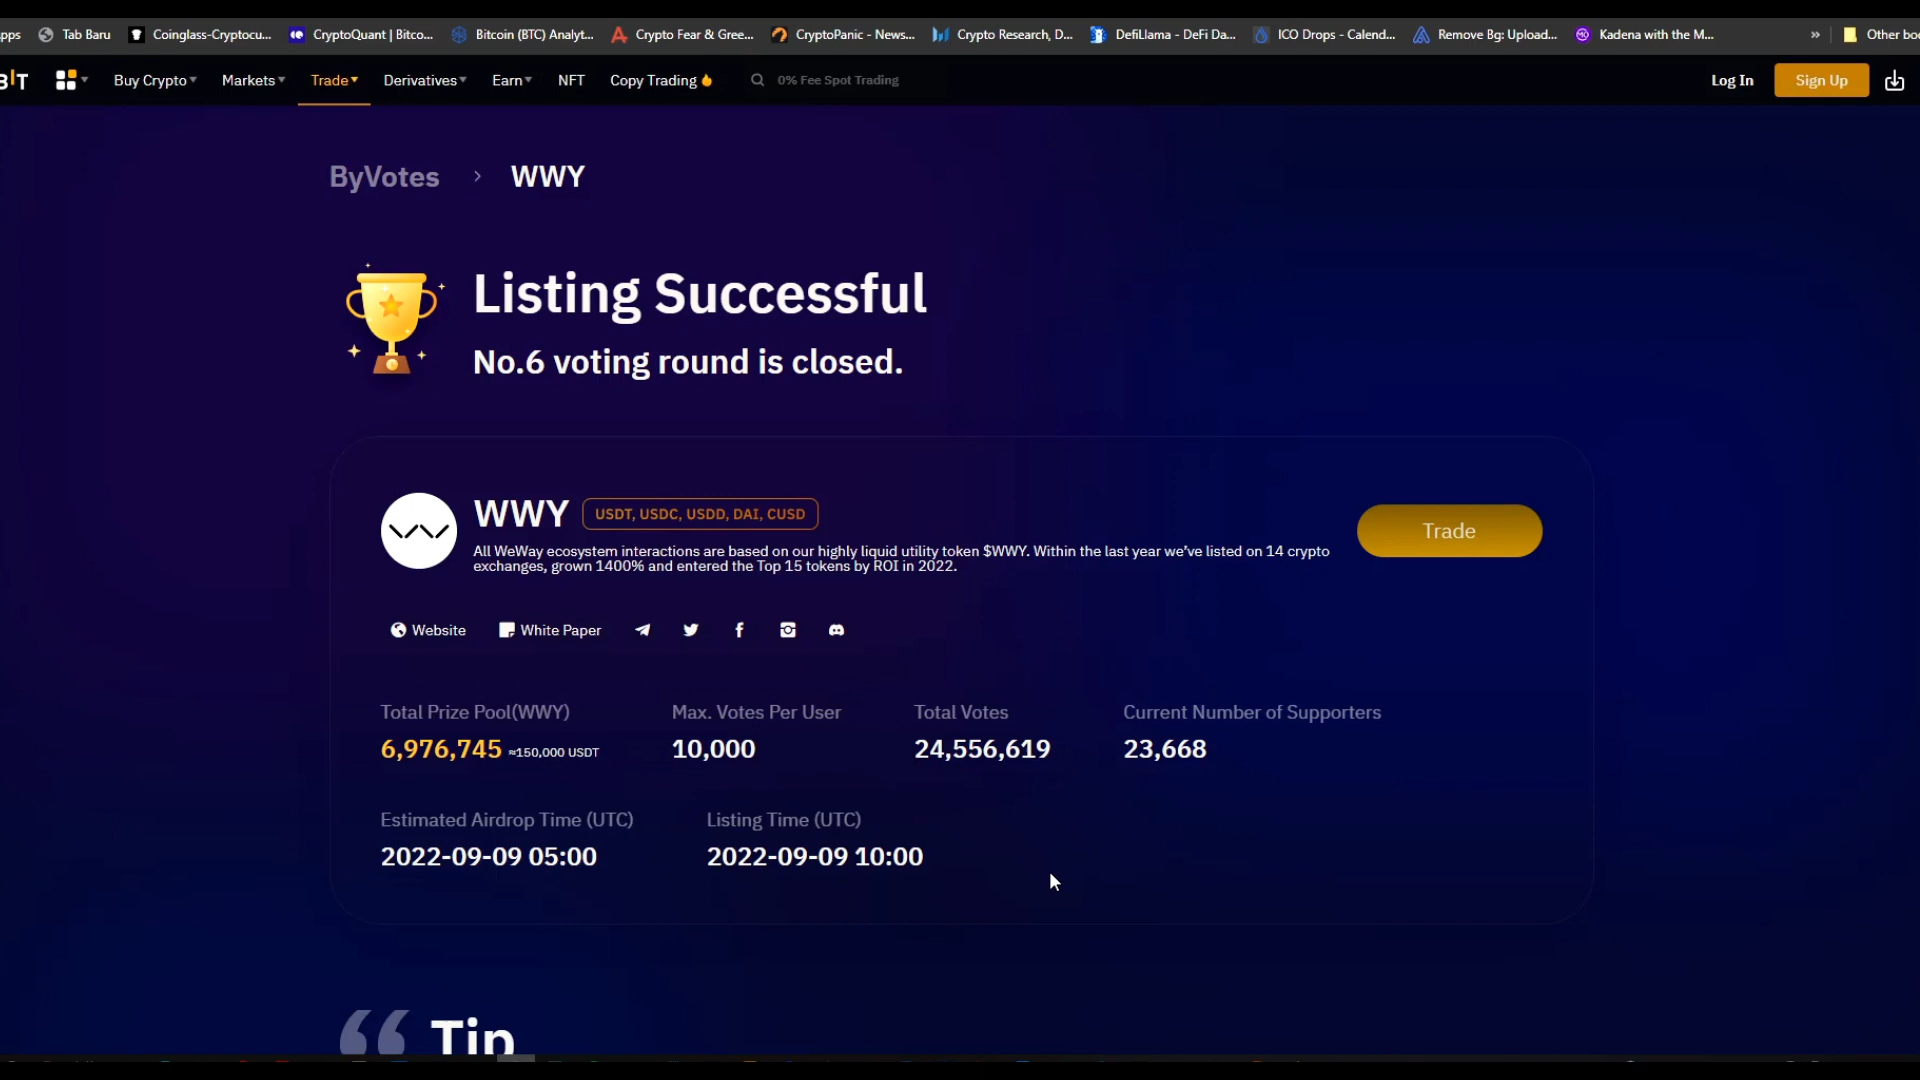 pps Tab Baru Coinglass-Cryptocu... CryptoQuant | Bitco... Bitcoin (BTC) Analyt... Crypto Fear & Gree... CryptoPanic - News... Crypto Research, D... DefiLlama - DeFi Da... ICO Drops - Calend... Remove Bg: Upload... Kadena with the M... » Other boo
BIT Buy Crypto Markets Trade Derivatives Earn NFT Copy Trading 0% Fee Spot Trading Log In Sign Up
ByVotes > WWY
Listing Successful
No.6 voting round is closed.
WWY USDT, USDC, USDD, DAI, CUSD
All WeWay ecosystem interactions are based on our highly liquid utility token $WWY. Within the last year we've listed on 14 crypto
exchanges, grown 1400% and entered the Top 15 tokens by ROI in 2022.
Trade
Website White Paper
Total Prize Pool(WWY) Max. Votes Per User Total Votes Current Number of Supporters
6,976,745 ≈150,000 USDT 10,000 24,556,619 23,668
Estimated Airdrop Time (UTC) Listing Time (UTC)
2022-09-09 05:00 2022-09-09 10:00
“ Tip